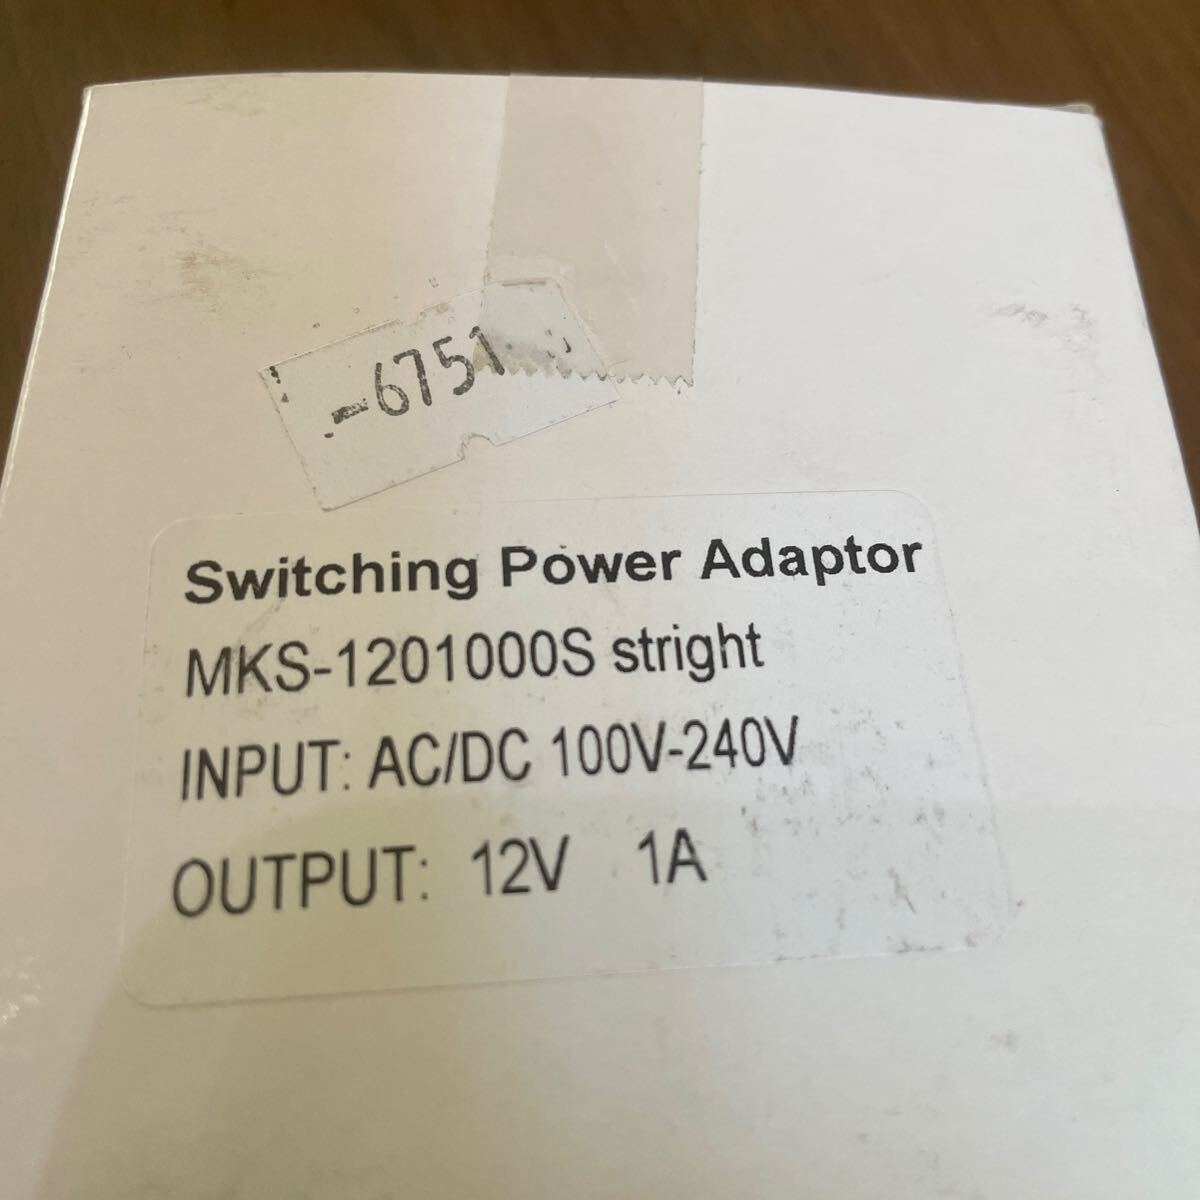 -6751
Switching Power Adaptor
MKS-1201000S stright
INPUT: AC/DC 100V-240V
OUTPUT: 12V 1A